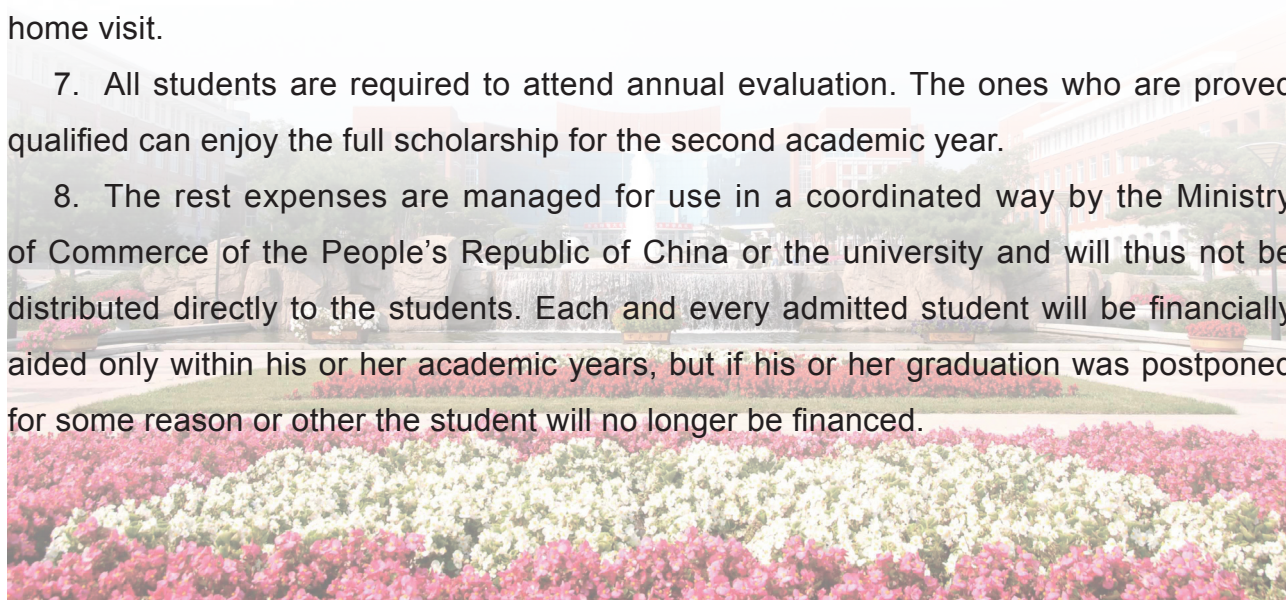 home visit.
7. All students are required to attend annual evaluation. The ones who are proved
qualified can enjoy the full scholarship for the second academic year.
8. The rest expenses are managed for use in a coordinated way by the Ministry
of Commerce of the People's Republic of China or the university and will thus not be
distributed directly to the students. Each and every admitted student will be financially
aided only within his or her academic years, but if his or her graduation was postponed
for some reason or other the student will no longer be financed.